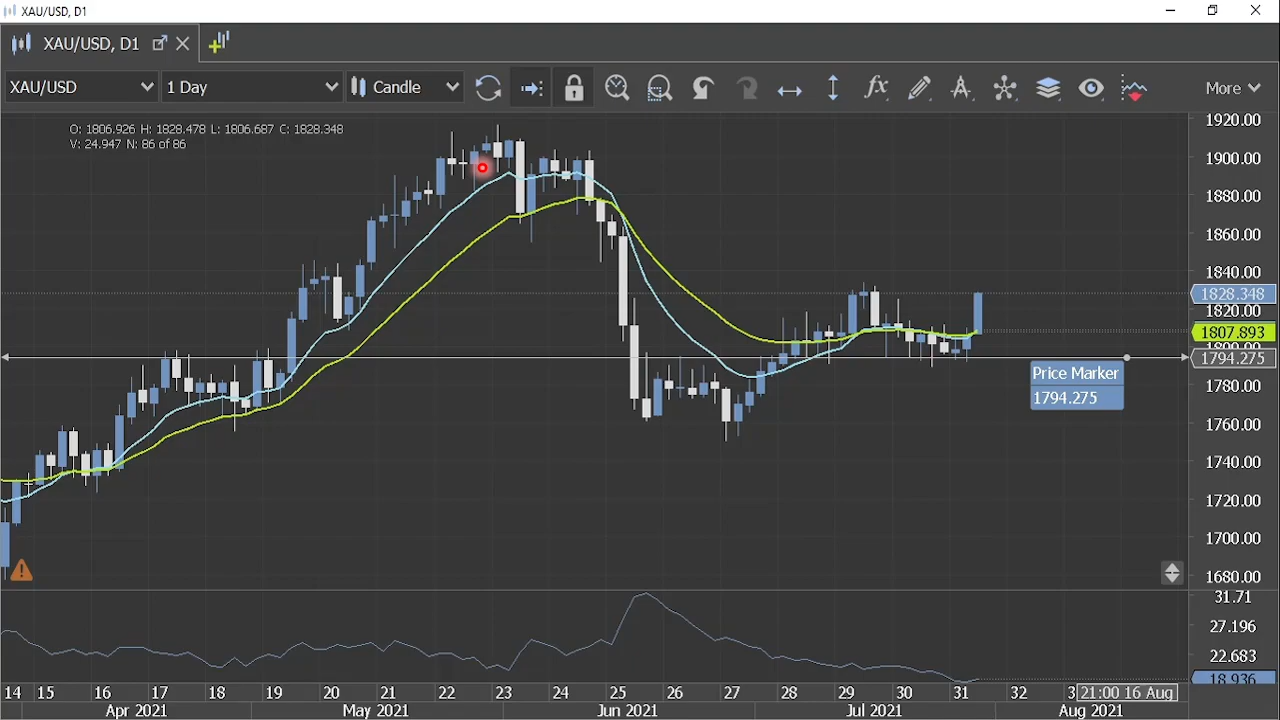 XAU/USD, D1
XAU/USD, D1
XAU/USD 1 Day Candle fx More
O: 1806.926 H: 1828.478 L: 1806.687 C: 1828.348
V: 24.947 N: 86 of 86
1920.00
1900.00
1880.00
1860.00
1840.00
1828.348
1820.00
1807.893
1794.275
Price Marker
1794.275
1780.00
1760.00
1740.00
1720.00
1700.00
1680.00
31.71
27.196
22.683
18.936
14 15 16 17 18 19 20 21 22 23 24 25 26 27 28 29 30 31 32 3 21:00 16 Aug
Apr 2021 May 2021 Jun 2021 Jul 2021 Aug 2021